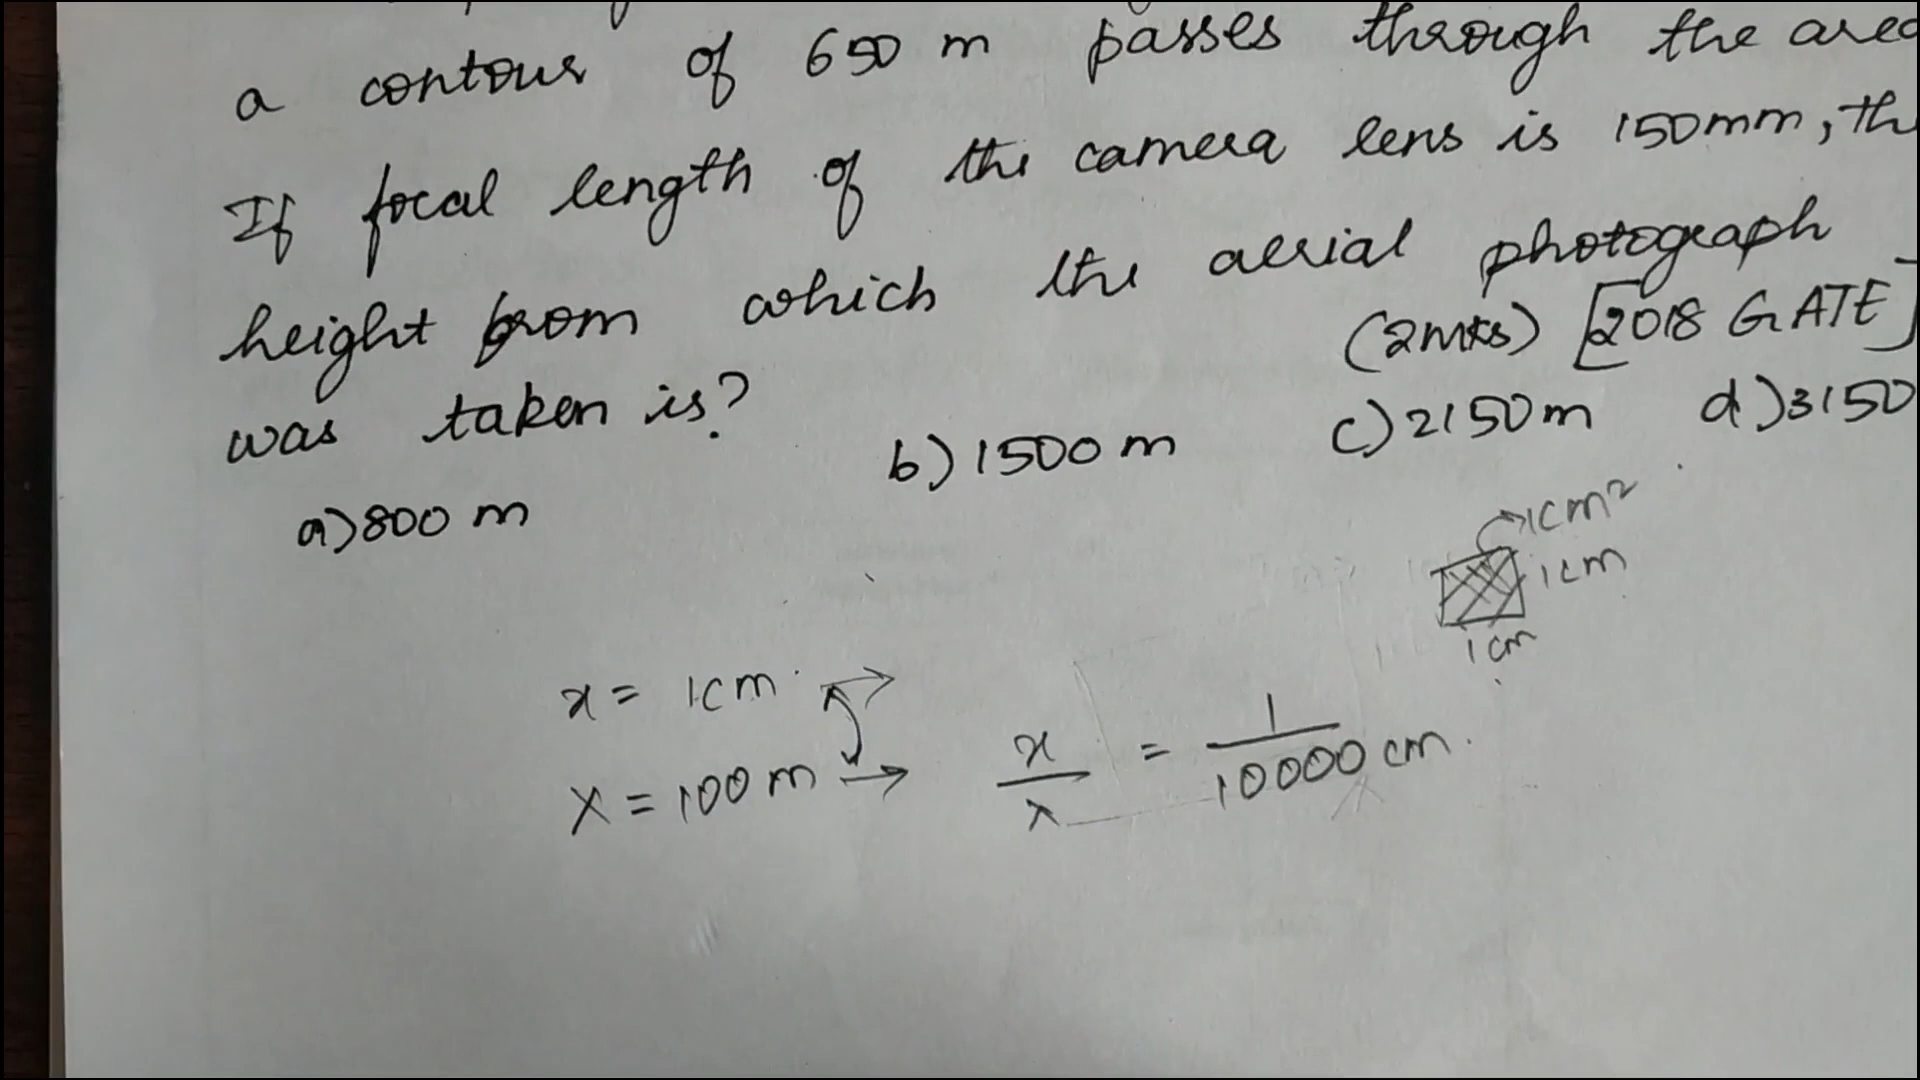 a contour of 650 m passes through the area
If focal length of the camera lens is 150mm, th
height from which the aerial photograph
was taken is? (2mks) [2018 GATE]
a) 800 m b) 1500 m c) 2150 m d) 3150
1cm²
1cm
1cm
x = 1cm
X = 100 m
x/X = 1/10000 cm.